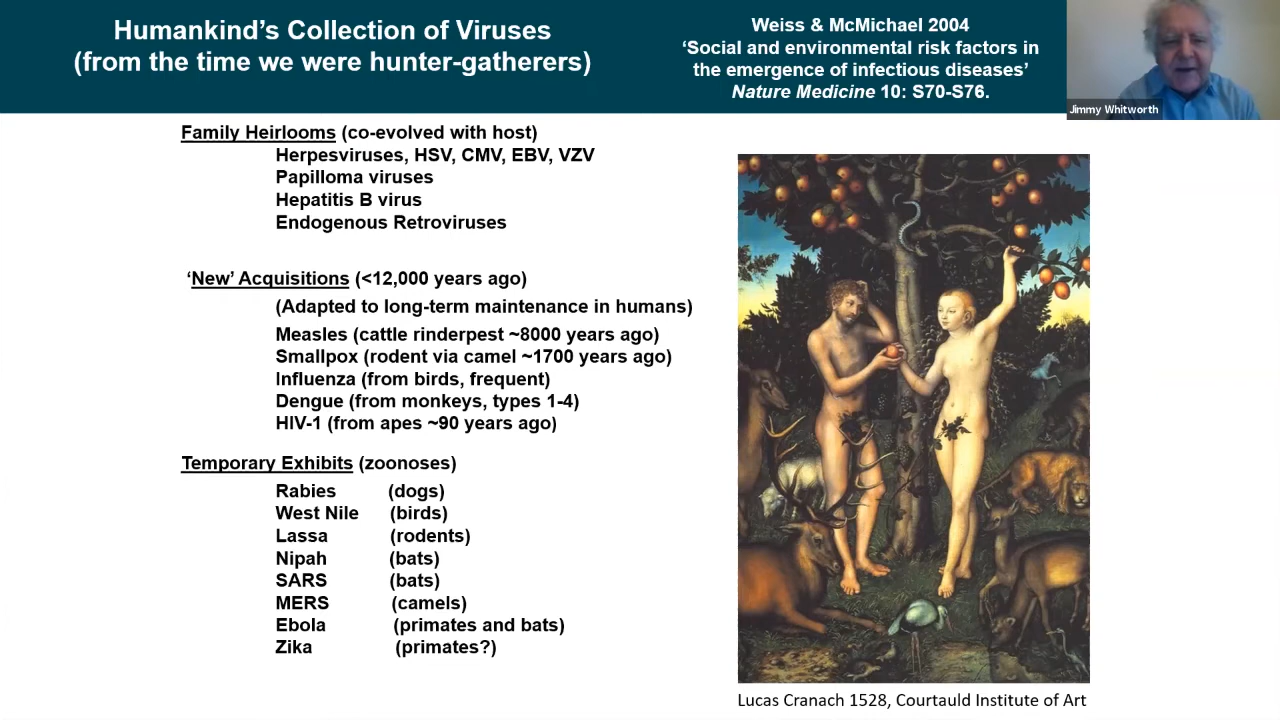 Humankind’s Collection of Viruses
(from the time we were hunter-gatherers)
Weiss & McMichael 2004
‘Social and environmental risk factors in
the emergence of infectious diseases’
Nature Medicine 10: S70-S76.
Jimmy Whitworth
Family Heirlooms (co-evolved with host)
Herpesviruses, HSV, CMV, EBV, VZV
Papilloma viruses
Hepatitis B virus
Endogenous Retroviruses
‘New’ Acquisitions (<12,000 years ago)
(Adapted to long-term maintenance in humans)
Measles (cattle rinderpest ~8000 years ago)
Smallpox (rodent via camel ~1700 years ago)
Influenza (from birds, frequent)
Dengue (from monkeys, types 1-4)
HIV-1 (from apes ~90 years ago)
Temporary Exhibits (zoonoses)
Rabies (dogs)
West Nile (birds)
Lassa (rodents)
Nipah (bats)
SARS (bats)
MERS (camels)
Ebola (primates and bats)
Zika (primates?)
Lucas Cranach 1528, Courtauld Institute of Art